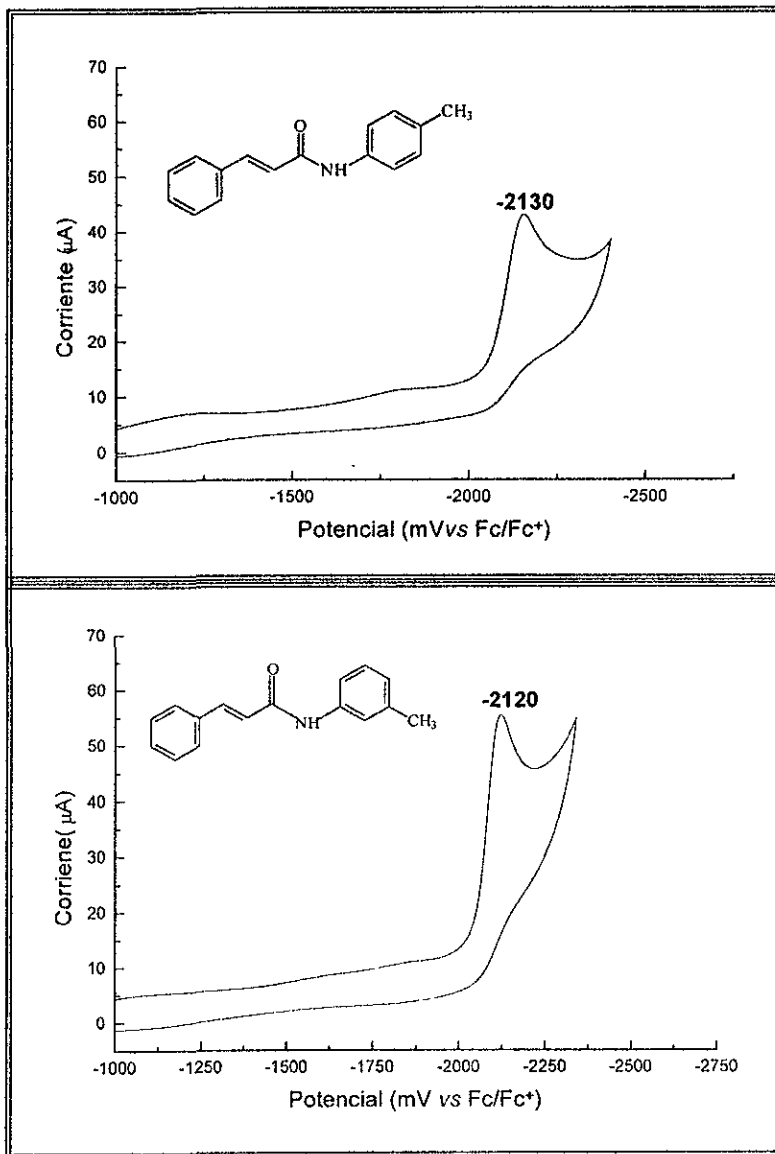 70
60
50
40
30
20
10
0
Corriente (μA)
O
NH
CH3
-2130
-1000 -1500 -2000 -2500
Potencial (mVvs Fc/Fc+)
70
60
50
40
30
20
10
0
Corriene( μA)
O
NH
CH3
-2120
-1000 -1250 -1500 -1750 -2000 -2250 -2500 -2750
Potencial (mV vs Fc/Fc+)